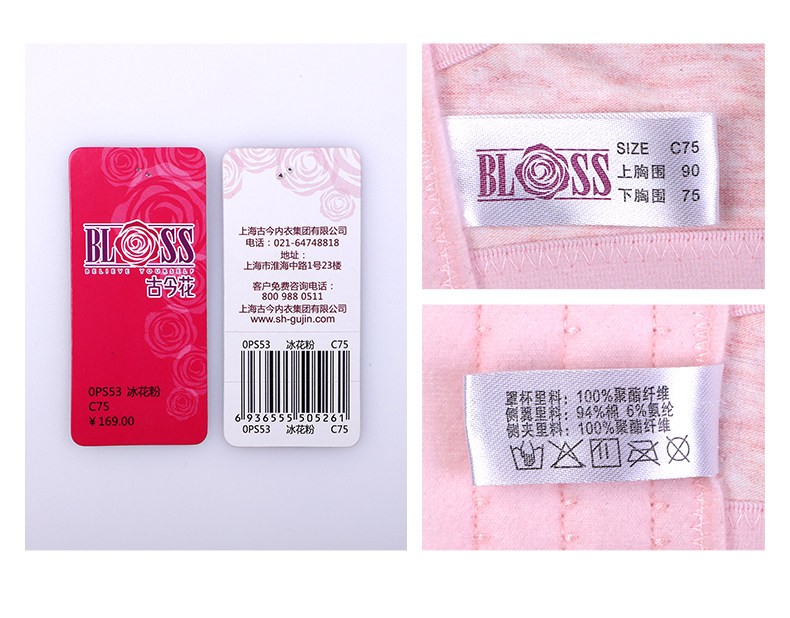 BLOSS
BELIEVE YOURSELF
古今花
0PS53 冰花粉
C75
￥169.00
上海古今内衣集团有限公司
电话：021-64748818
地址：
上海市淮海中路1号23楼
客户免费咨询电话：
800 988 0511
上海古今内衣集团有限公司
www.sh-gujin.com
0PS53 冰花粉 C75
6 936555 505261
0PS53 冰花粉 C75
BLOSS
SIZE C75
上胸围 90
下胸围 75
罩杯里料：100%聚酯纤维
侧翼里料：94%棉 6%氨纶
侧夹里料：100%聚酯纤维